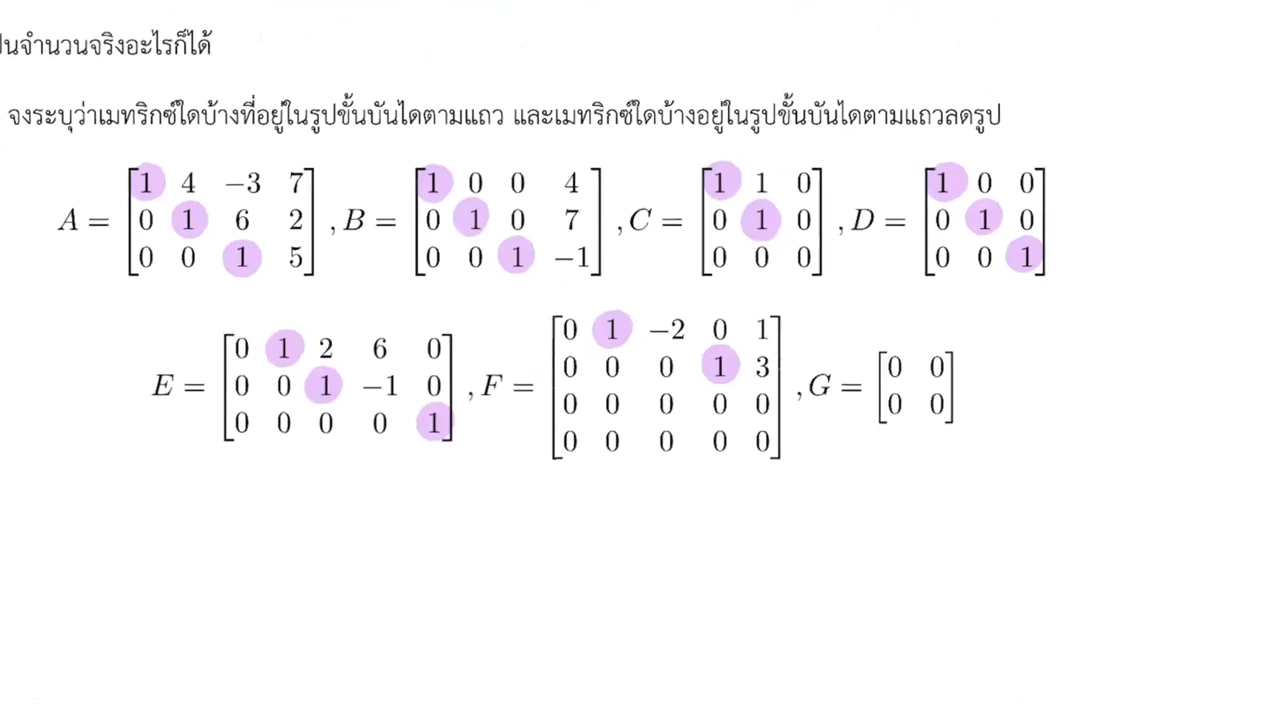 ป็นจำนวนจริงอะไรก็ได้
จงระบุว่าเมทริกซ์ใดบ้างที่อยู่ในรูปขั้นบันไดตามแถว และเมทริกซ์ใดบ้างอยู่ในรูปขั้นบันไดตามแถวลดรูป
A = [1 4 −3 7; 0 1 6 2; 0 0 1 5], B = [1 0 0 4; 0 1 0 7; 0 0 1 −1], C = [1 1 0; 0 1 0; 0 0 0], D = [1 0 0; 0 1 0; 0 0 1]
E = [0 1 2 6 0; 0 0 1 −1 0; 0 0 0 0 1], F = [0 1 −2 0 1; 0 0 0 1 3; 0 0 0 0 0; 0 0 0 0 0], G = [0 0; 0 0]